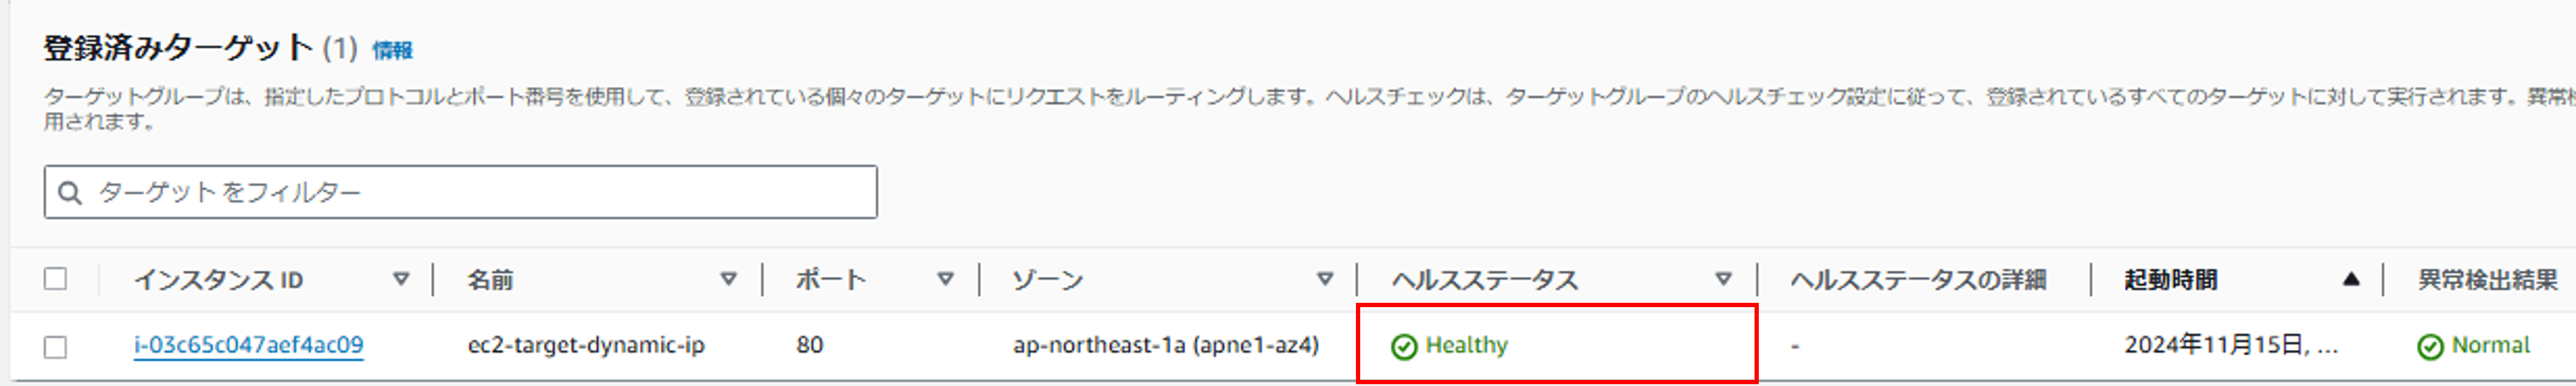 登録済みターゲット (1) 情報
ターゲットグループは、指定したプロトコルとポート番号を使用して、登録されている個々のターゲットにリクエストをルーティングします。ヘルスチェックは、ターゲットグループのヘルスチェック設定に従って、登録されているすべてのターゲットに対して実行されます。異常検
用されます。
ターゲット をフィルター
インスタンス ID 名前 ポート ゾーン ヘルスステータス ヘルスステータスの詳細 起動時間 異常検出結果
i-03c65c047aef4ac09 ec2-target-dynamic-ip 80 ap-northeast-1a (apne1-az4) Healthy - 2024年11月15日, ... Normal